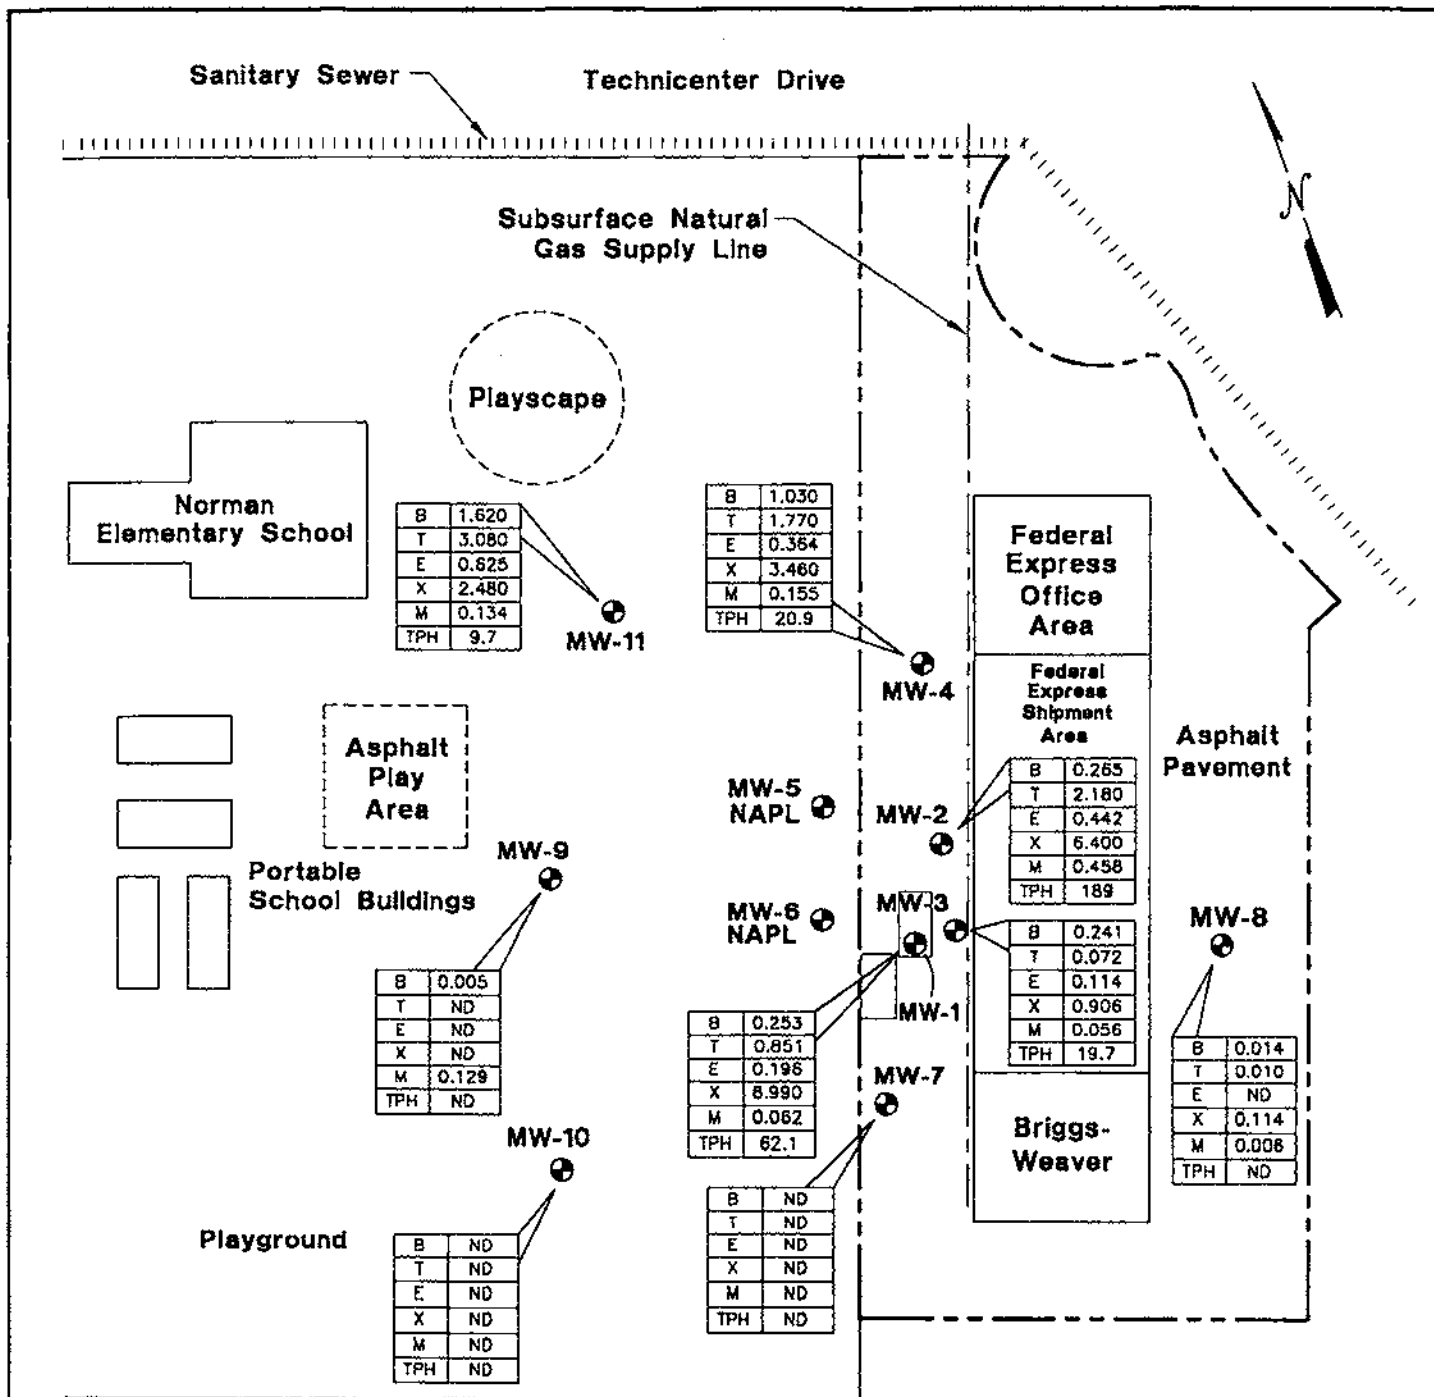 Sanitary Sewer
Technicenter Drive
N
Subsurface Natural
Gas Supply Line
Playscape
Norman
Elementary School
B 1.620
T 3.080
E 0.625
X 2.480
M 0.134
TPH 9.7
MW-11
B 1.030
T 1.770
E 0.364
X 3.460
M 0.155
TPH 20.9
MW-4
Federal
Express
Office
Area
Federal
Express
Shipment
Area
Asphalt
Pavement
Asphalt
Play
Area
MW-5
NAPL
MW-2
B 0.265
T 2.180
E 0.442
X 6.400
M 0.458
TPH 189
MW-9
Portable
School Buildings
MW-6
NAPL
MW-3
MW-1
B 0.241
T 0.072
E 0.114
X 0.906
M 0.056
TPH 19.7
MW-8
B 0.005
T ND
E ND
X ND
M 0.129
TPH ND
B 0.253
T 0.851
E 0.196
X 6.990
M 0.062
TPH 62.1
B 0.014
T 0.010
E ND
X 0.114
M 0.006
TPH ND
MW-7
Briggs-
Weaver
MW-10
Playground
B ND
T ND
E ND
X ND
M ND
TPH ND
B ND
T ND
E ND
X ND
M ND
TPH ND